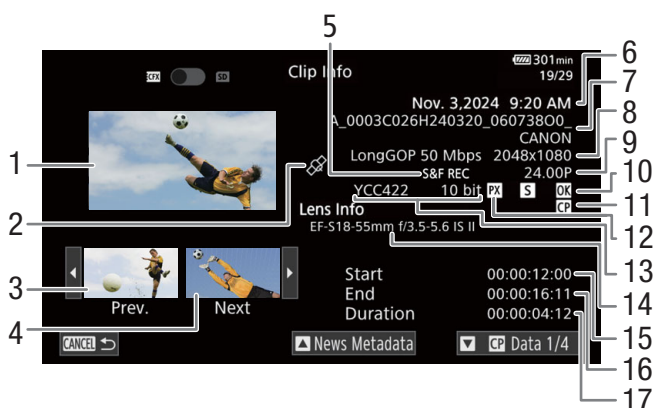 5
CFX SD Clip Info 301min
19/29
6
7
8
9
10
11
12
13
14
15
16
17
1
2
3
4
Nov. 3,2024 9:20 AM
A_0003C026H240320_060738O0_
CANON
LongGOP 50 Mbps 2048x1080
S&F REC 24.00P
YCC422 10 bit PX S OK
CP
Lens Info
EF-S18-55mm f/3.5-5.6 IS II
Prev. Next
Start 00:00:12:00
End 00:00:16:11
Duration 00:00:04:12
CANCEL News Metadata CP Data 1/4